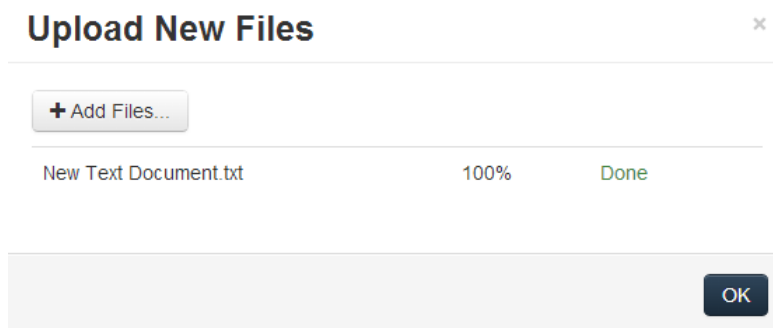 Upload New Files ×
+ Add Files...
New Text Document.txt 100% Done
OK